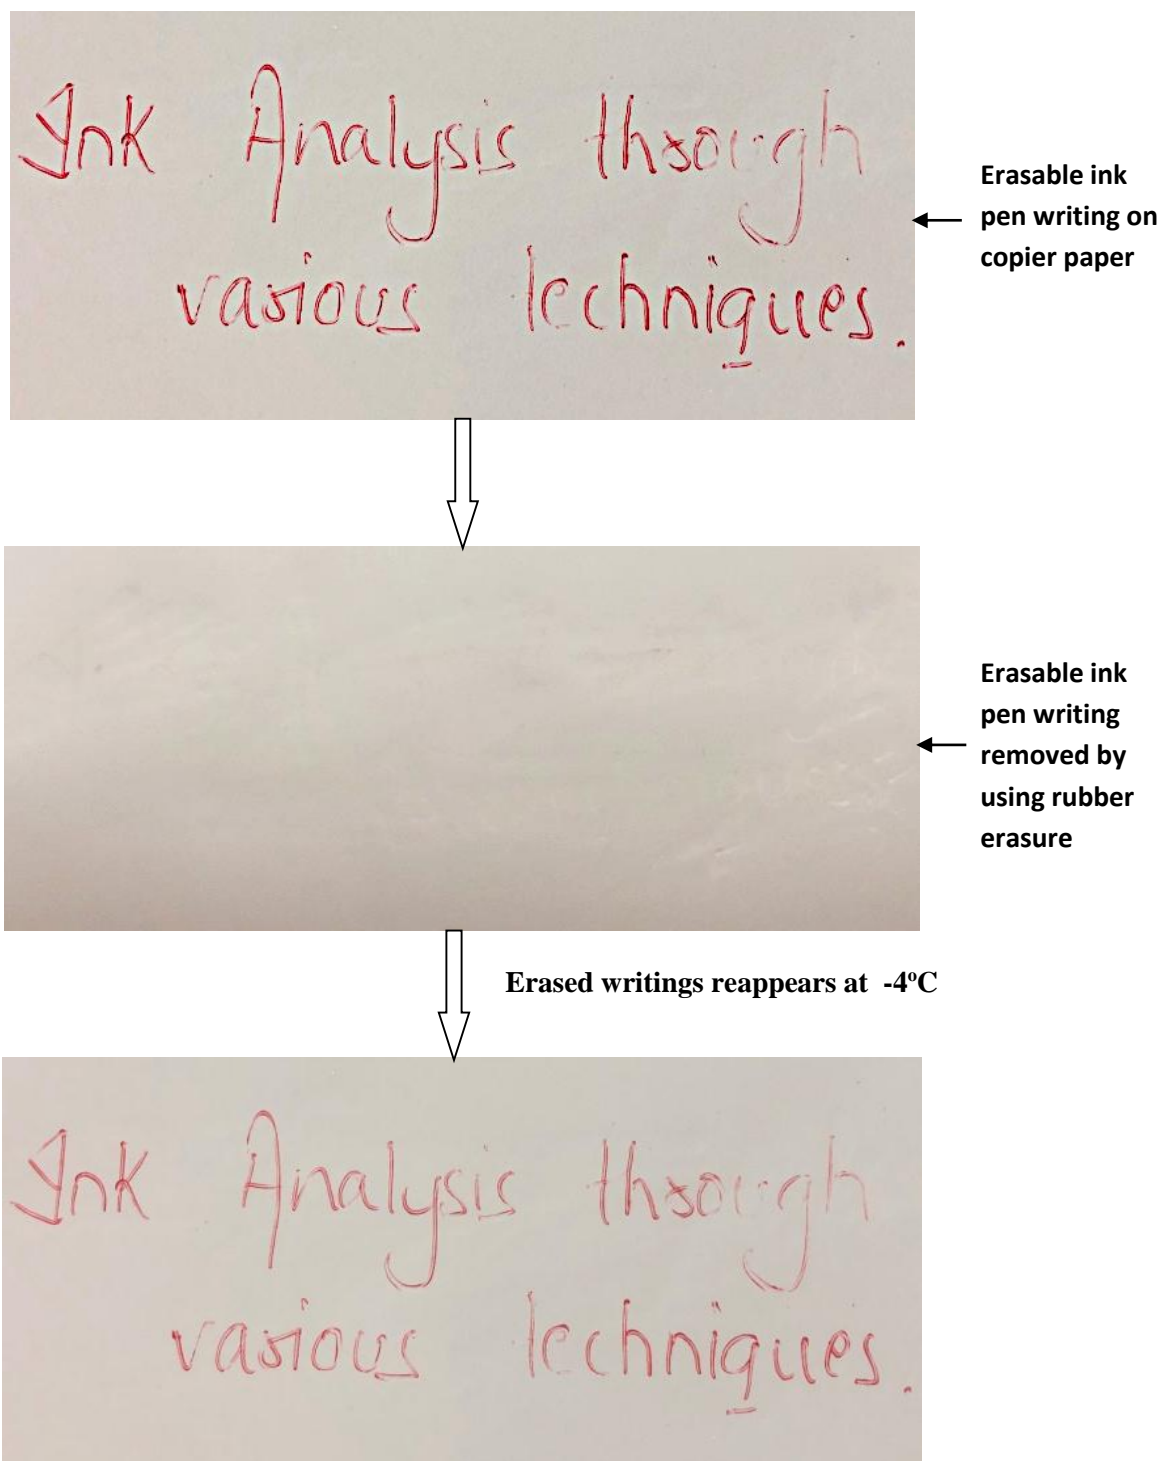 Ink Analysis through
various techniques.
Erasable ink
pen writing on
copier paper
Erasable ink
pen writing
removed by
using rubber
erasure
Erased writings reappears at -4ºC
Ink Analysis through
various techniques.